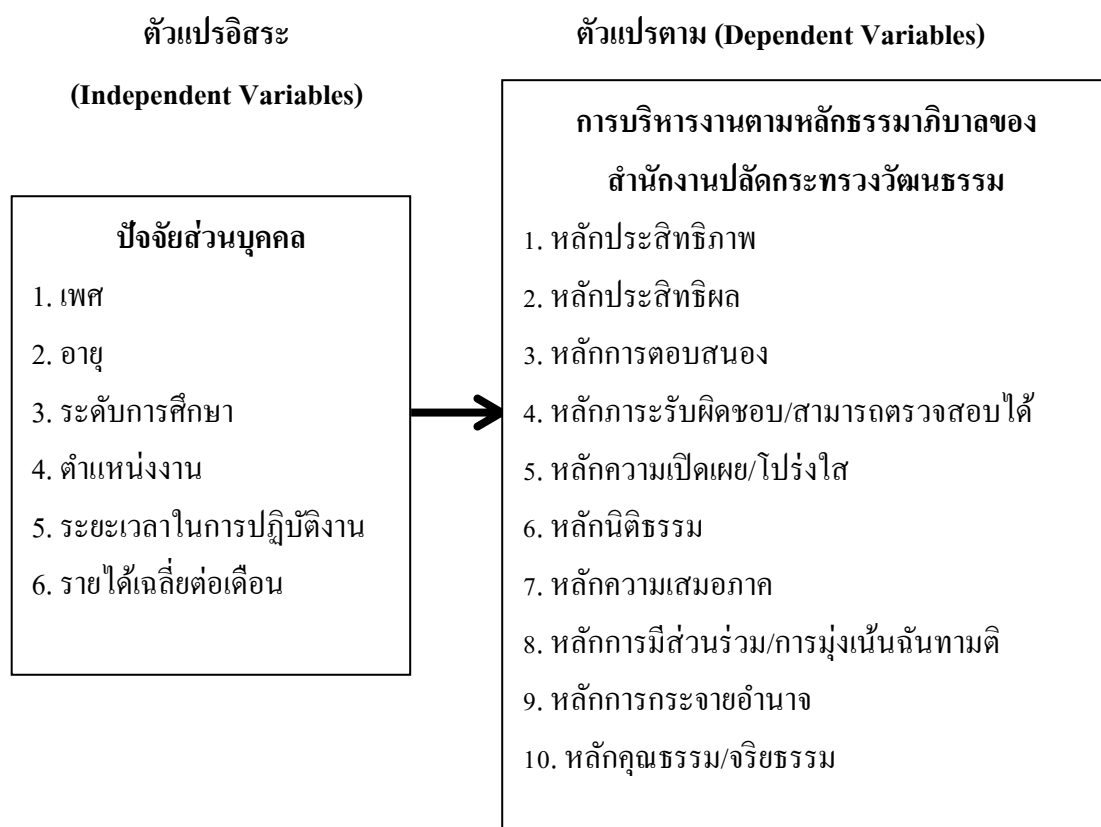 ตัวแปรอิสระ
(Independent Variables)
ปัจจัยส่วนบุคคล
1. เพศ
2. อายุ
3. ระดับการศึกษา
4. ตำแหน่งงาน
5. ระยะเวลาในการปฏิบัติงาน
6. รายได้เฉลี่ยต่อเดือน
ตัวแปรตาม (Dependent Variables)
การบริหารงานตามหลักธรรมาภิบาลของ
สำนักงานปลัดกระทรวงวัฒนธรรม
1. หลักประสิทธิภาพ
2. หลักประสิทธิผล
3. หลักการตอบสนอง
4. หลักภาระรับผิดชอบ/สามารถตรวจสอบได้
5. หลักความเปิดเผย/โปร่งใส
6. หลักนิติธรรม
7. หลักความเสมอภาค
8. หลักการมีส่วนร่วม/การมุ่งเน้นฉันทามติ
9. หลักการกระจายอำนาจ
10. หลักคุณธรรม/จริยธรรม